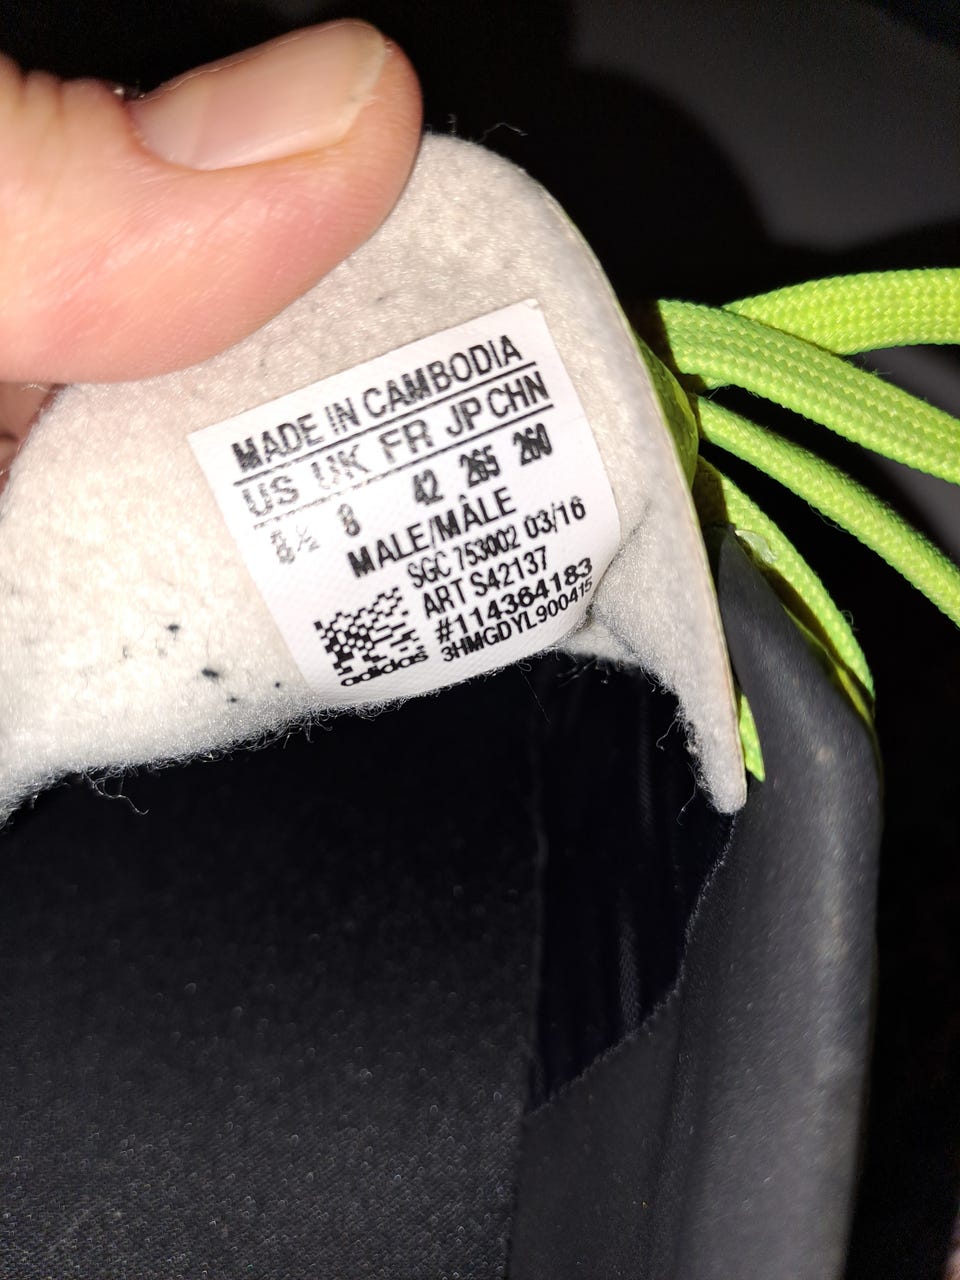 MADE IN CAMBODIA
US UK FR JP CHN
8½ 8 42 265 260
MALE/MÂLE
SGC 753002 03/16
ART S42137
#114364183
3HMGDYL900415
adidas